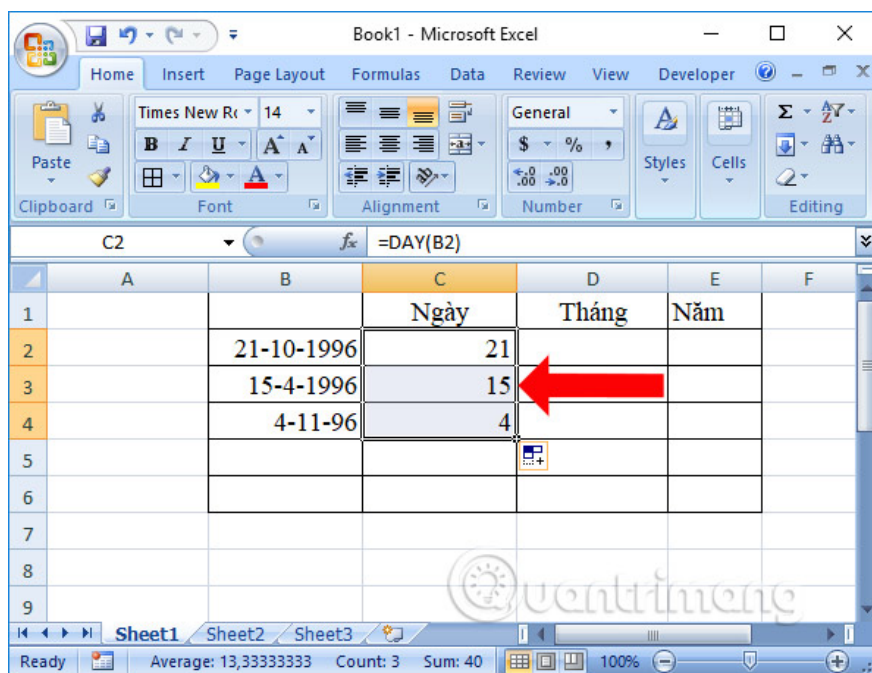 Book1 - Microsoft Excel
Home Insert Page Layout Formulas Data Review View Developer
Paste
Times New Ro 14
B I U A A
A
General
$ % ,
Styles
Cells
Clipboard Font Alignment Number Editing
C2 fx =DAY(B2)
A B C D E F
1 Ngày Tháng Năm
2 21-10-1996 21
3 15-4-1996 15
4 4-11-96 4
5
6
7
8
9
Quantrimang
Sheet1 Sheet2 Sheet3
Ready Average: 13,33333333 Count: 3 Sum: 40 100%